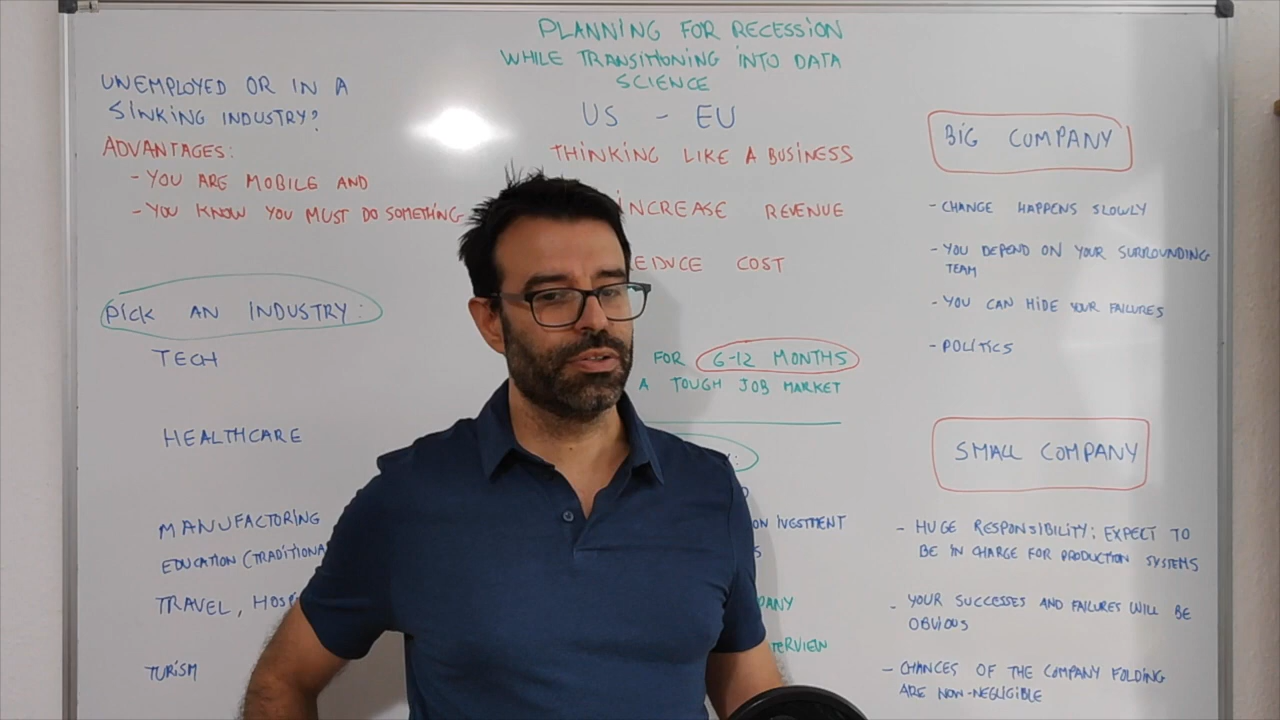 PLANNING FOR RECESSION
WHILE TRANSITIONING INTO DATA
SCIENCE
US - EU
THINKING LIKE A BUSINESS
INCREASE REVENUE
COST
FOR 6-12 MONTHS
A TOUGH JOB MARKET
IVESTMENT
UNEMPLOYED OR IN A
SINKING INDUSTRY?
ADVANTAGES:
- YOU ARE MOBILE AND
- YOU KNOW YOU MUST DO SOMETHING
PICK AN INDUSTRY:
TECH
HEALTHCARE
MANUFACTORING
EDUCATION
TRAVEL,
TURISM
BIG COMPANY
- CHANGE HAPPENS SLOWLY
- YOU DEPEND ON YOUR SURROUNDING
TEAM
- YOU CAN HIDE YOUR FAILURES
- POLITICS
SMALL COMPANY
- HUGE RESPONSIBILITY: EXPECT TO
BE IN CHARGE FOR PRODUCTION SYSTEMS
- YOUR SUCCESSES AND FAILURES WILL BE
OBVIOUS
- CHANCES OF THE COMPANY FOLDING
ARE NON-NEGLIGIBLE